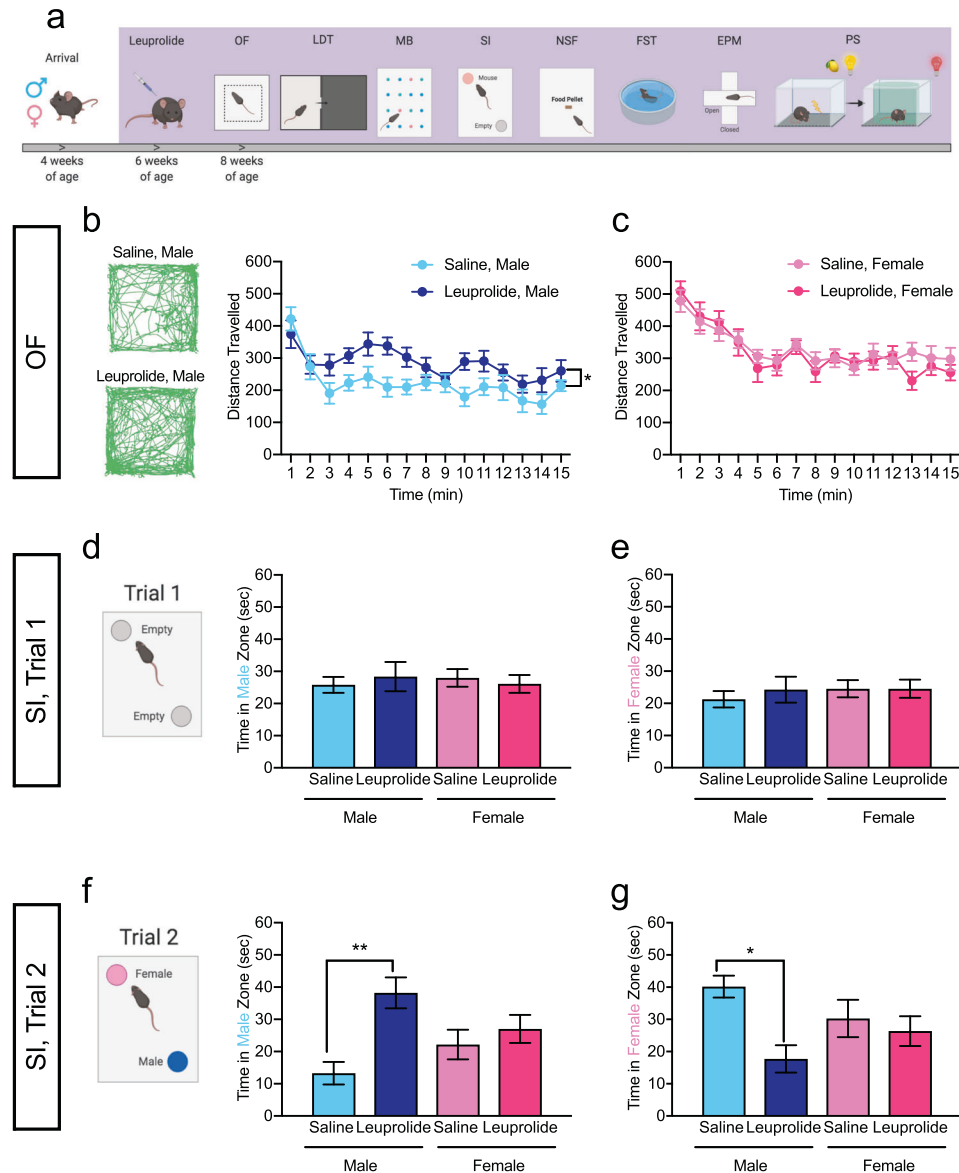 a
Arrival
Leuprolide
OF
LDT
MB
SI
NSF
FST
EPM
PS
Mouse
Empty
Food Pellet
Open
Closed
> > >
4 weeks
of age
6 weeks
of age
8 weeks
of age
OF
b
Saline, Male
Leuprolide, Male
Distance Travelled
600
500
400
300
200
100
0
Saline, Male
Leuprolide, Male
*
1 2 3 4 5 6 7 8 9 10 11 12 13 14 15
Time (min)
c
Distance Travelled
600
500
400
300
200
100
0
Saline, Female
Leuprolide, Female
1 2 3 4 5 6 7 8 9 10 11 12 13 14 15
Time (min)
SI, Trial 1
d
Trial 1
Empty
Empty
Time in Male Zone (sec)
60
50
40
30
20
10
0
Saline Leuprolide Saline Leuprolide
Male Female
e
Time in Female Zone (sec)
60
50
40
30
20
10
0
Saline Leuprolide Saline Leuprolide
Male Female
SI, Trial 2
f
Trial 2
Female
Male
Time in Male Zone (sec)
60
50
40
30
20
10
0
**
Saline Leuprolide Saline Leuprolide
Male Female
g
Time in Female Zone (sec)
60
50
40
30
20
10
0
*
Saline Leuprolide Saline Leuprolide
Male Female